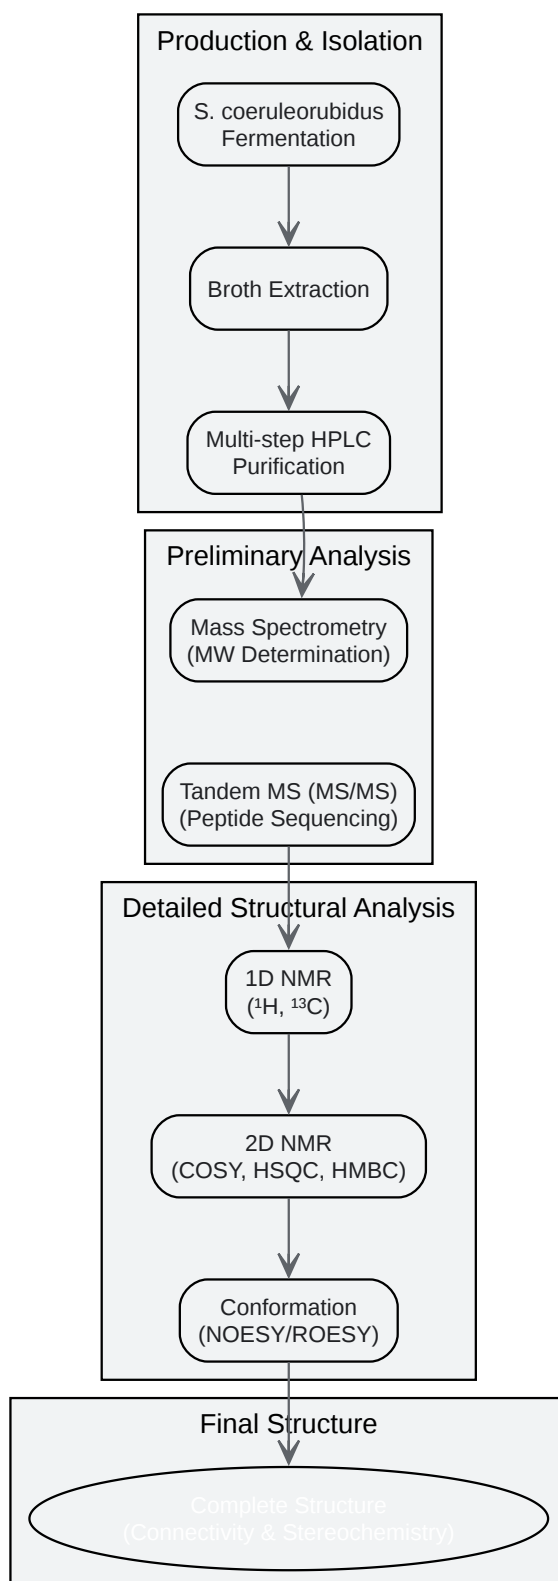 Production & Isolation
S. coeruleorubidus
Fermentation
Broth Extraction
Multi-step HPLC
Purification
Preliminary Analysis
Mass Spectrometry
(MW Determination)
Tandem MS (MS/MS)
(Peptide Sequencing)
Detailed Structural Analysis
1D NMR
(¹H, ¹³C)
2D NMR
(COSY, HSQC, HMBC)
Conformation
(NOESY/ROESY)
Final Structure
Complete Structure
(Connectivity & Stereochemistry)